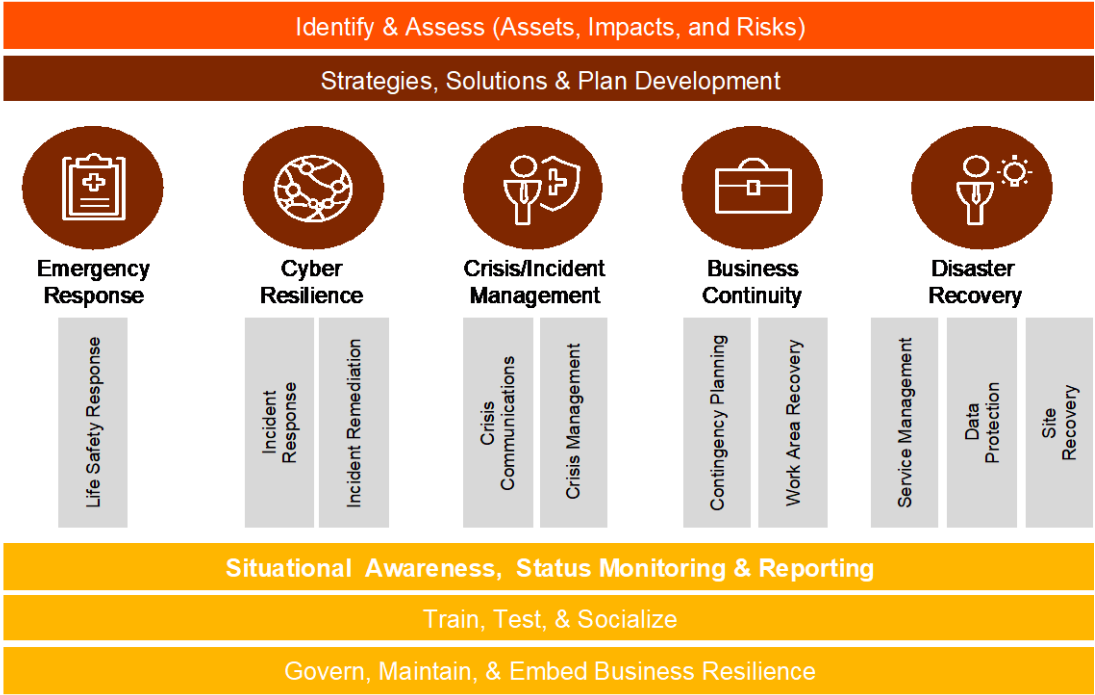 Identify & Assess (Assets, Impacts, and Risks)
Strategies, Solutions & Plan Development
Emergency
Response
Cyber
Resilience
Crisis/Incident
Management
Business
Continuity
Disaster
Recovery
Life Safety Response
Incident
Response
Incident Remediation
Crisis
Communications
Crisis Management
Contingency Planning
Work Area Recovery
Service Management
Data
Protection
Site
Recovery
Situational Awareness, Status Monitoring & Reporting
Train, Test, & Socialize
Govern, Maintain, & Embed Business Resilience